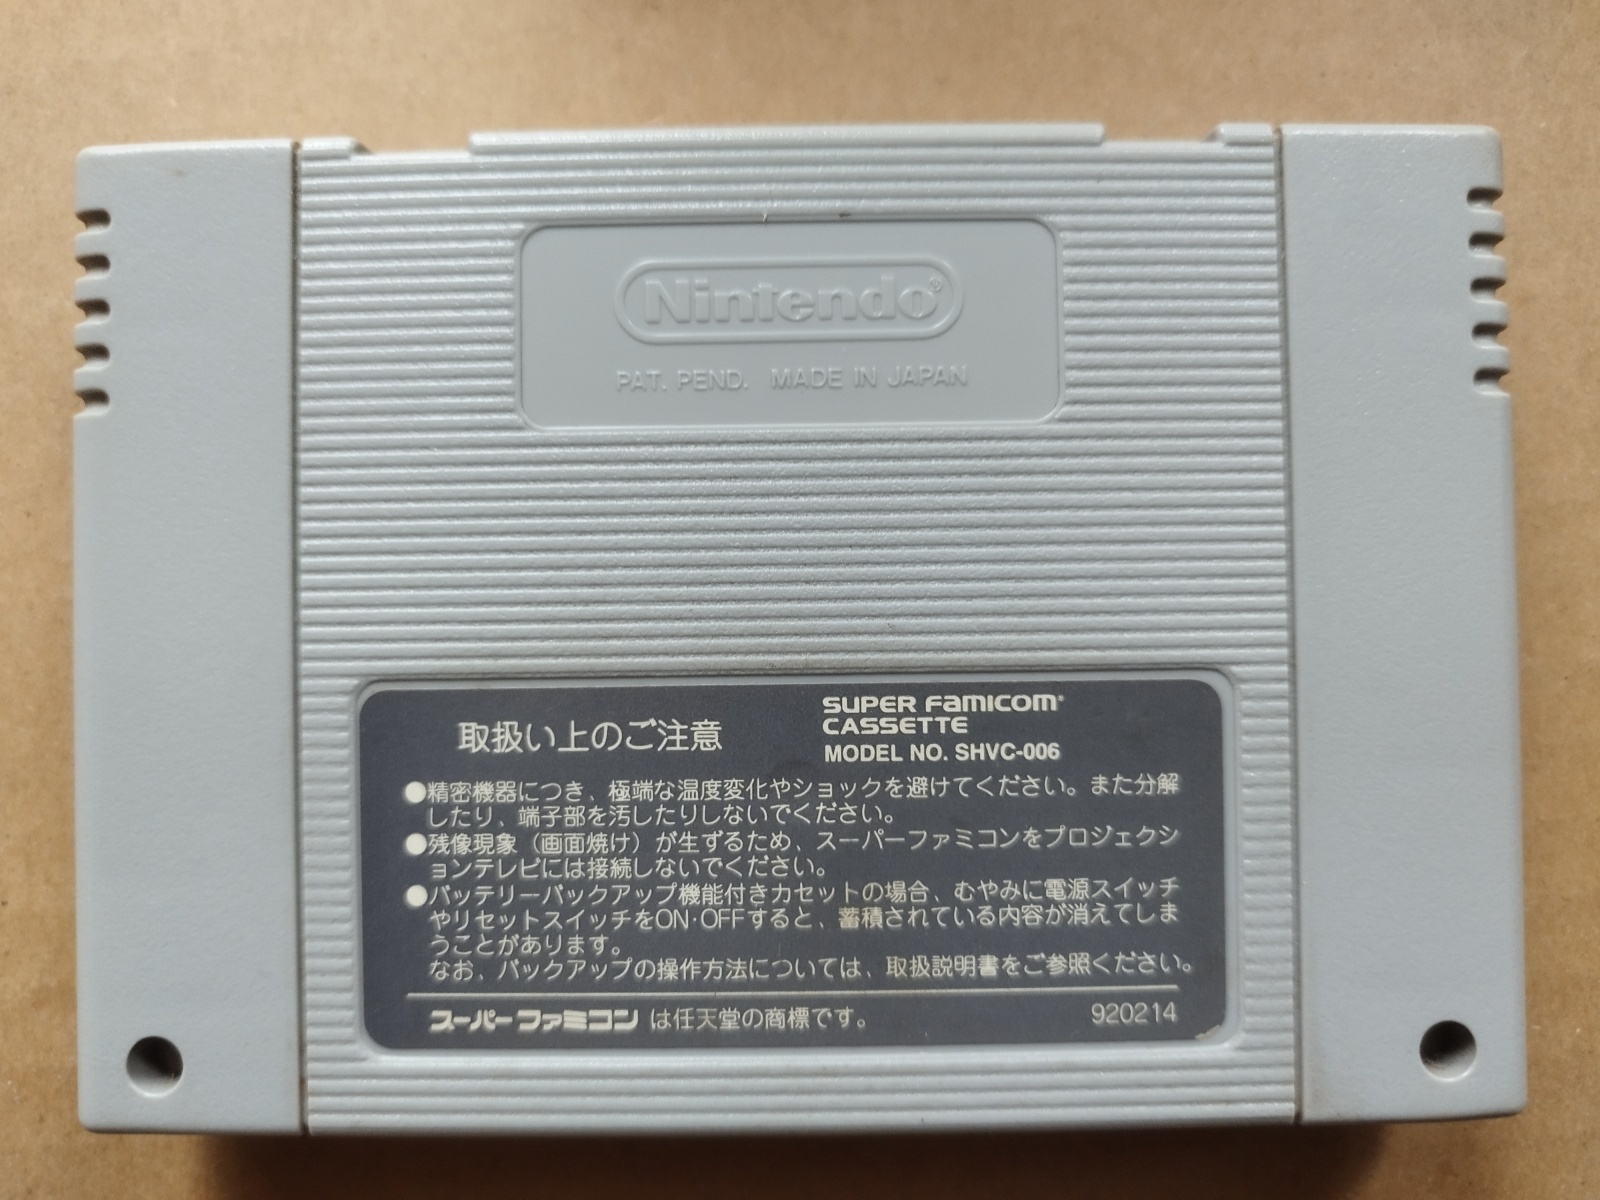 Nintendo®
PAT. PEND. MADE IN JAPAN
取扱い上のご注意
SUPER FAMICOM®
CASSETTE
MODEL NO. SHVC-006
●精密機器につき、極端な温度変化やショックを避けてください。また分解
したり、端子部を汚したりしないでください。
●残像現象（画面焼け）が生ずるため、スーパーファミコンをプロジェクシ
ョンテレビには接続しないでください。
●バッテリーバックアップ機能付きカセットの場合、むやみに電源スイッチ
やリセットスイッチをON・OFFすると、蓄積されている内容が消えてしま
うことがあります。
なお、バックアップの操作方法については、取扱説明書をご参照ください。
スーパーファミコン は任天堂の商標です。
920214